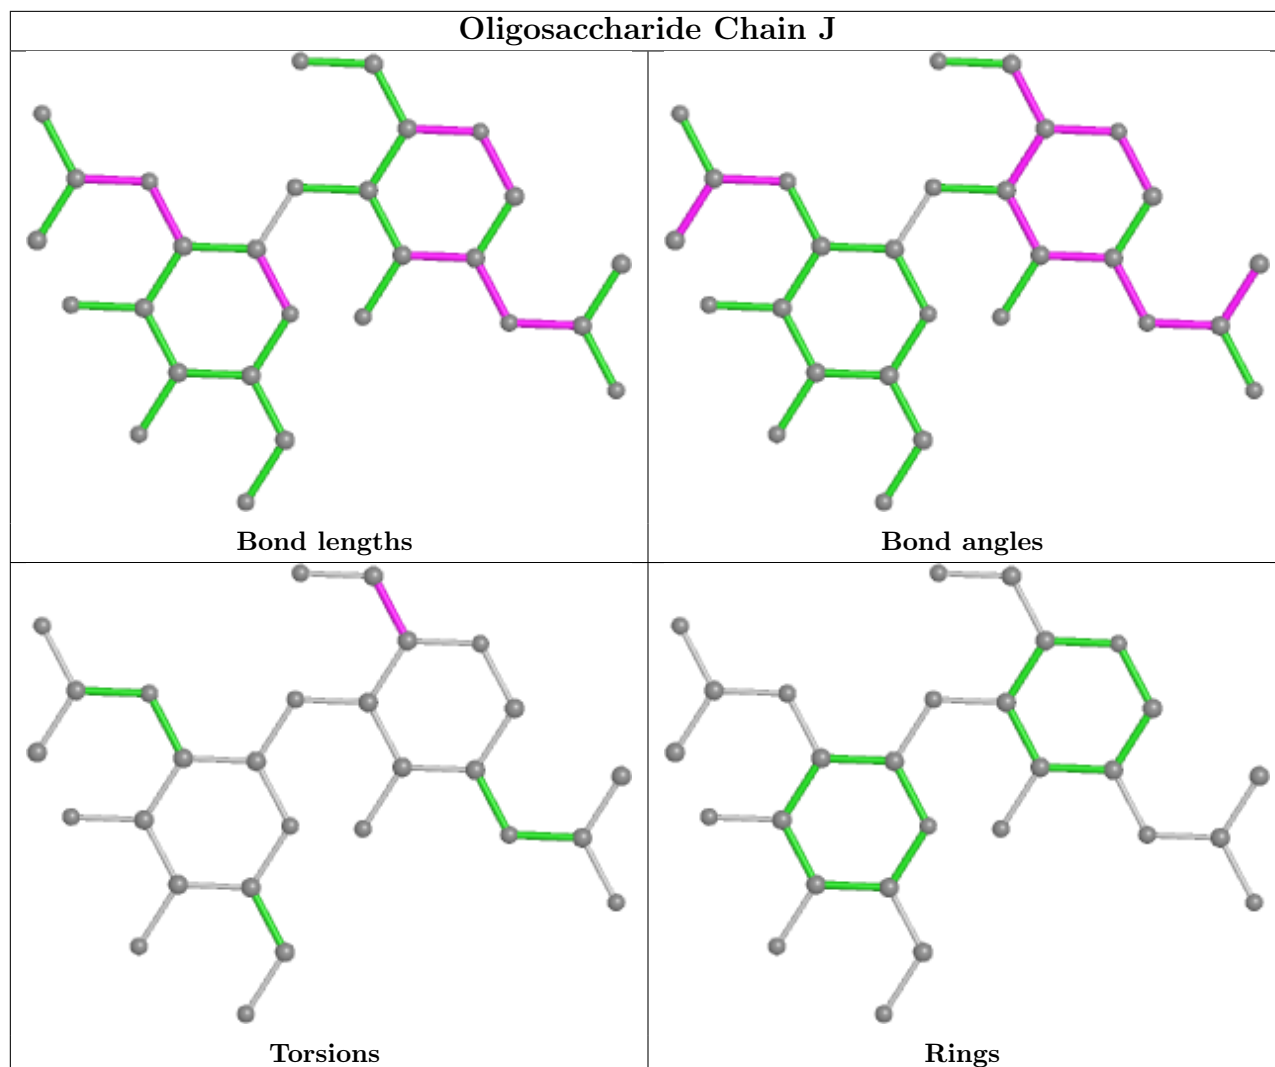 Oligosaccharide Chain J
Bond lengths
Bond angles
Torsions
Rings